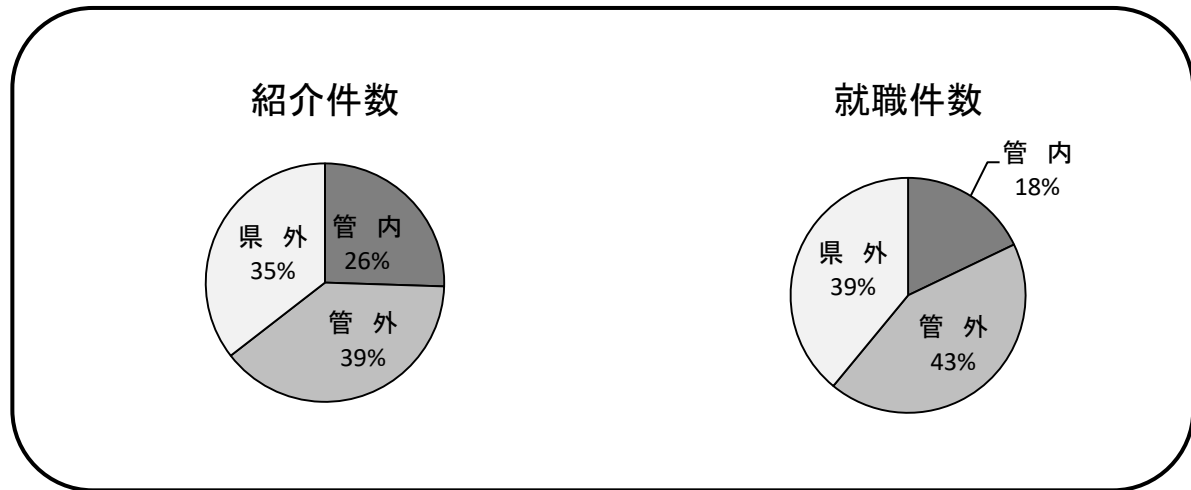 紹介件数
県 外
35%
管 内
26%
管 外
39%
就職件数
管 内
18%
県 外
39%
管 外
43%